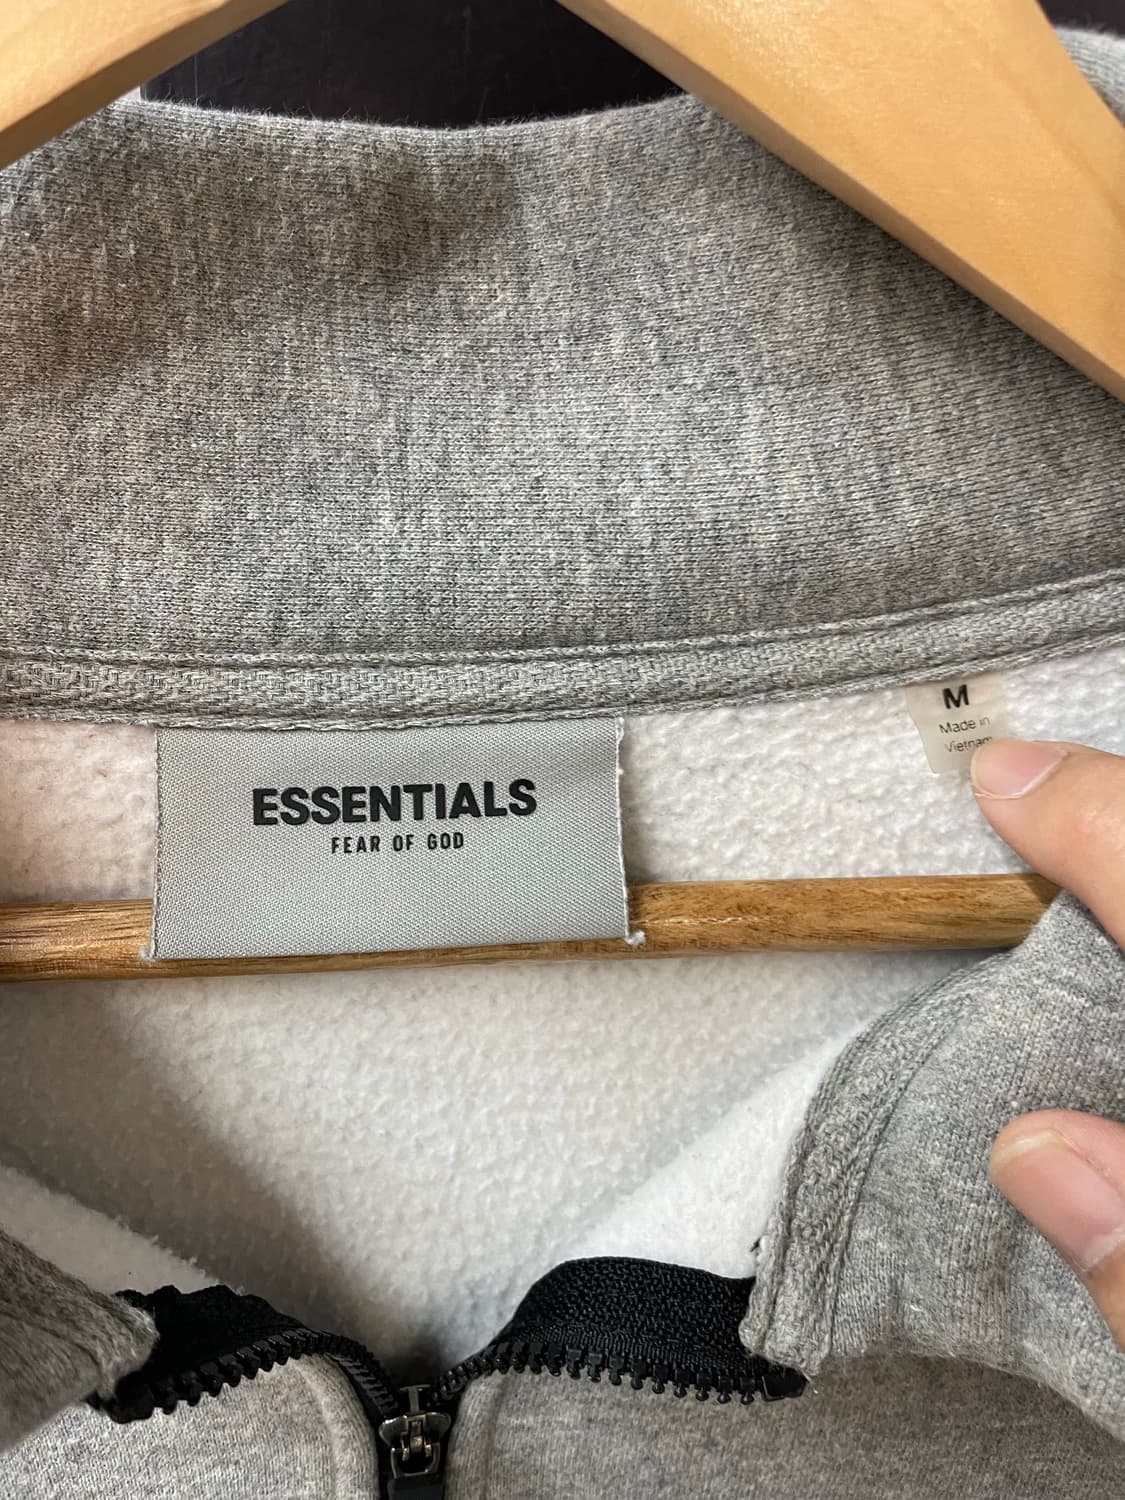 M
Made in
Vietnam
ESSENTIALS
FEAR OF GOD